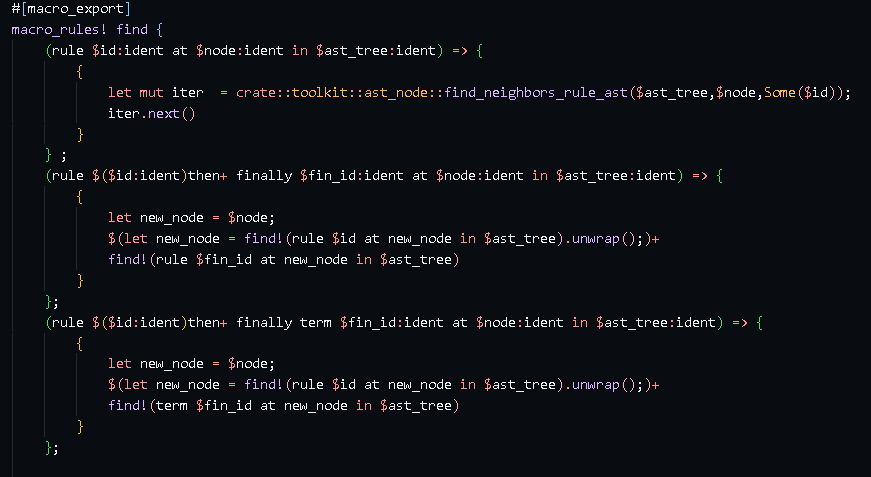 #[macro_export]
macro_rules! find {
    (rule $id:ident at $node:ident in $ast_tree:ident) => {
        {
            let mut iter  = crate::toolkit::ast_node::find_neighbors_rule_ast($ast_tree,$node,Some($id));
            iter.next()
        }
    } ;
    (rule $($id:ident)then+ finally $fin_id:ident at $node:ident in $ast_tree:ident) => {
        {
            let new_node = $node;
            $(let new_node = find!(rule $id at new_node in $ast_tree).unwrap();)+
            find!(rule $fin_id at new_node in $ast_tree)
        }
    };
    (rule $($id:ident)then+ finally term $fin_id:ident at $node:ident in $ast_tree:ident) => {
        {
            let new_node = $node;
            $(let new_node = find!(rule $id at new_node in $ast_tree).unwrap();)+
            find!(term $fin_id at new_node in $ast_tree)
        }
    };